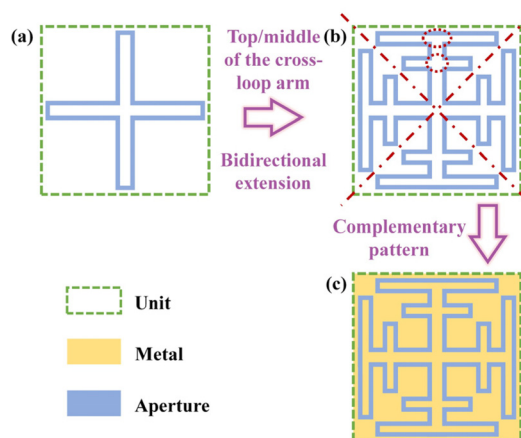 (a)
Top/middle
of the cross-
loop arm
Bidirectional
extension
(b)
Complementary
pattern
(c)
Unit
Metal
Aperture